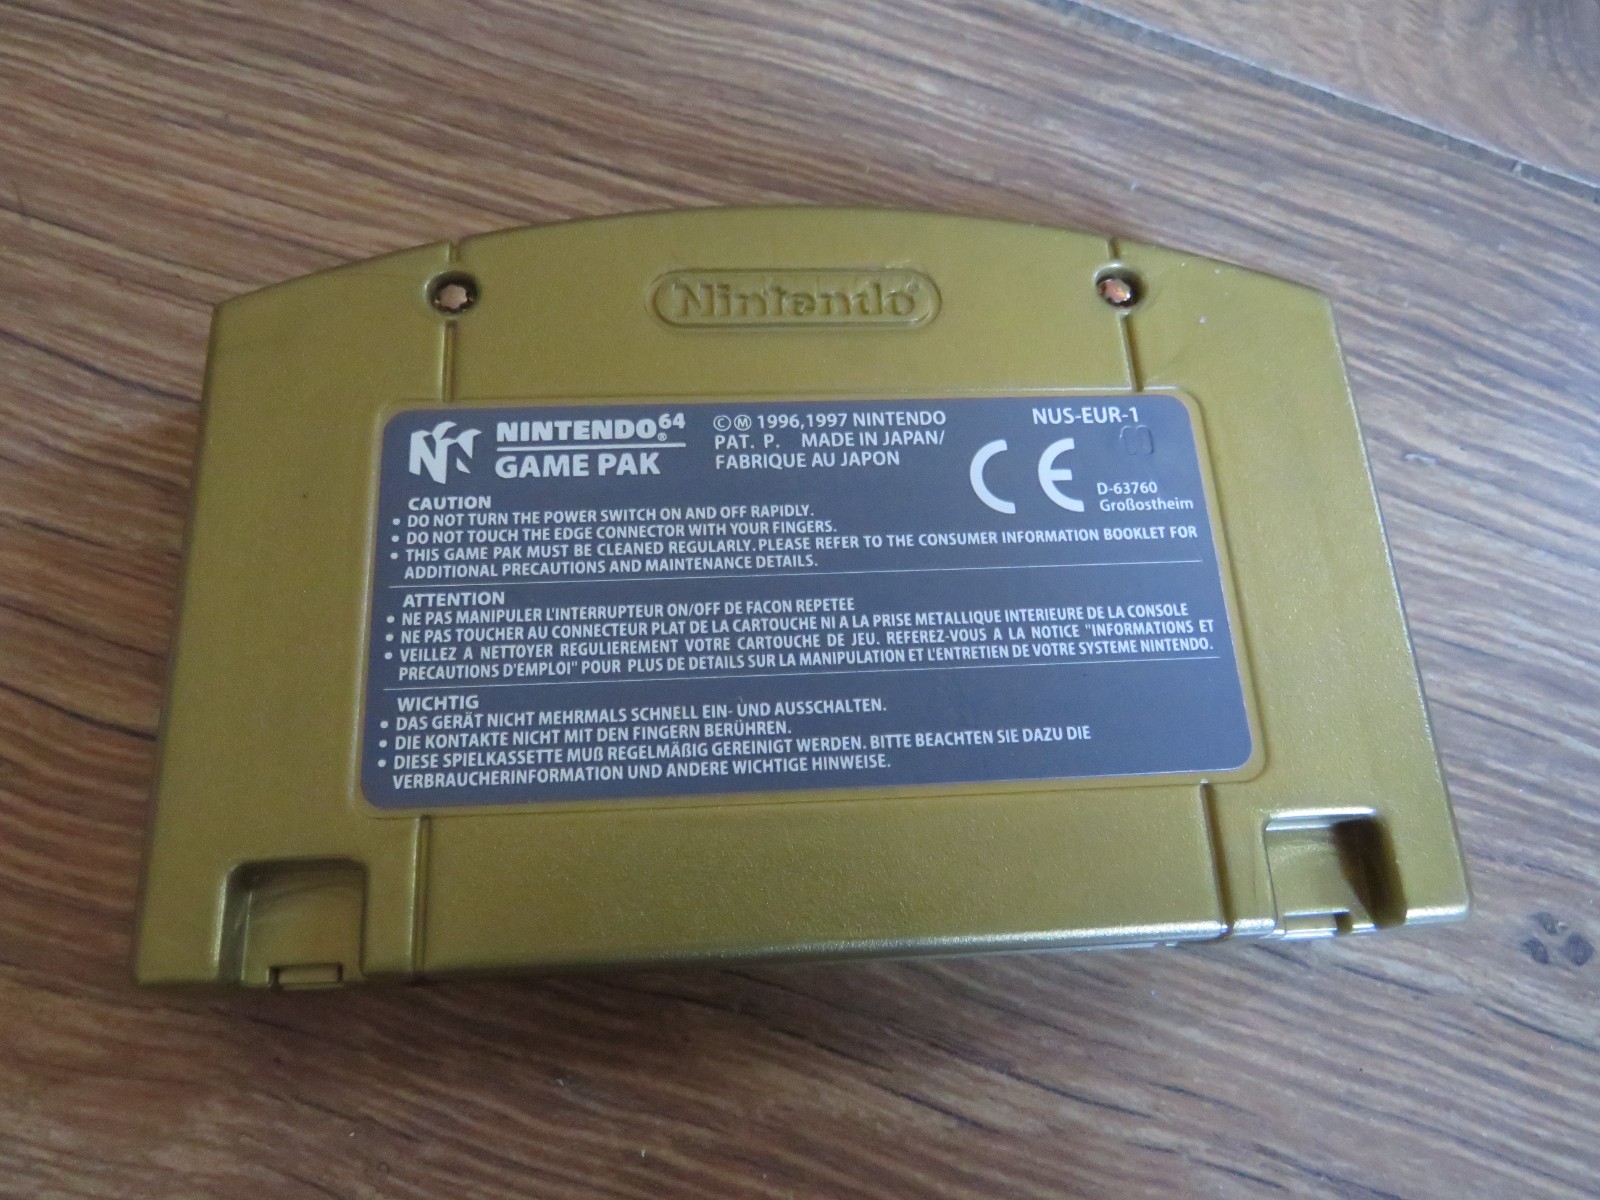 Nintendo®
NINTENDO64®
GAME PAK
©Ⓜ 1996,1997 NINTENDO
PAT. P. MADE IN JAPAN/
FABRIQUE AU JAPON
NUS-EUR-1
CE
D-63760
Großostheim
CAUTION
• DO NOT TURN THE POWER SWITCH ON AND OFF RAPIDLY.
• DO NOT TOUCH THE EDGE CONNECTOR WITH YOUR FINGERS.
• THIS GAME PAK MUST BE CLEANED REGULARLY. PLEASE REFER TO THE CONSUMER INFORMATION BOOKLET FOR
ADDITIONAL PRECAUTIONS AND MAINTENANCE DETAILS.
ATTENTION
• NE PAS MANIPULER L'INTERRUPTEUR ON/OFF DE FACON REPETEE
• NE PAS TOUCHER AU CONNECTEUR PLAT DE LA CARTOUCHE NI A LA PRISE METALLIQUE INTERIEURE DE LA CONSOLE
• VEILLEZ A NETTOYER REGULIEREMENT VOTRE CARTOUCHE DE JEU. REFEREZ-VOUS A LA NOTICE "INFORMATIONS ET
PRECAUTIONS D'EMPLOI" POUR PLUS DE DETAILS SUR LA MANIPULATION ET L'ENTRETIEN DE VOTRE SYSTEME NINTENDO.
WICHTIG
• DAS GERÄT NICHT MEHRMALS SCHNELL EIN- UND AUSSCHALTEN.
• DIE KONTAKTE NICHT MIT DEN FINGERN BERÜHREN.
• DIESE SPIELKASSETTE MUß REGELMÄßIG GEREINIGT WERDEN. BITTE BEACHTEN SIE DAZU DIE
VERBRAUCHERINFORMATION UND ANDERE WICHTIGE HINWEISE.